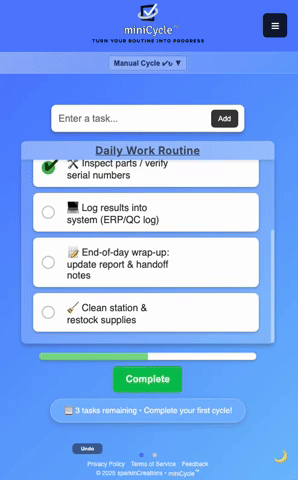 miniCycle™
TURN YOUR ROUTINE INTO PROGRESS
Manual Cycle ✔↻ ▼
Enter a task...
Add
Daily Work Routine
🛠️ Inspect parts / verify
serial numbers
💻 Log results into
system (ERP/QC log)
📝 End-of-day wrap-up:
update report & handoff
notes
🧹 Clean station &
restock supplies
Complete
📋 3 tasks remaining • Complete your first cycle!
Undo
Privacy Policy Terms of Service Feedback
© 2025 sparkinCreations • miniCycle™